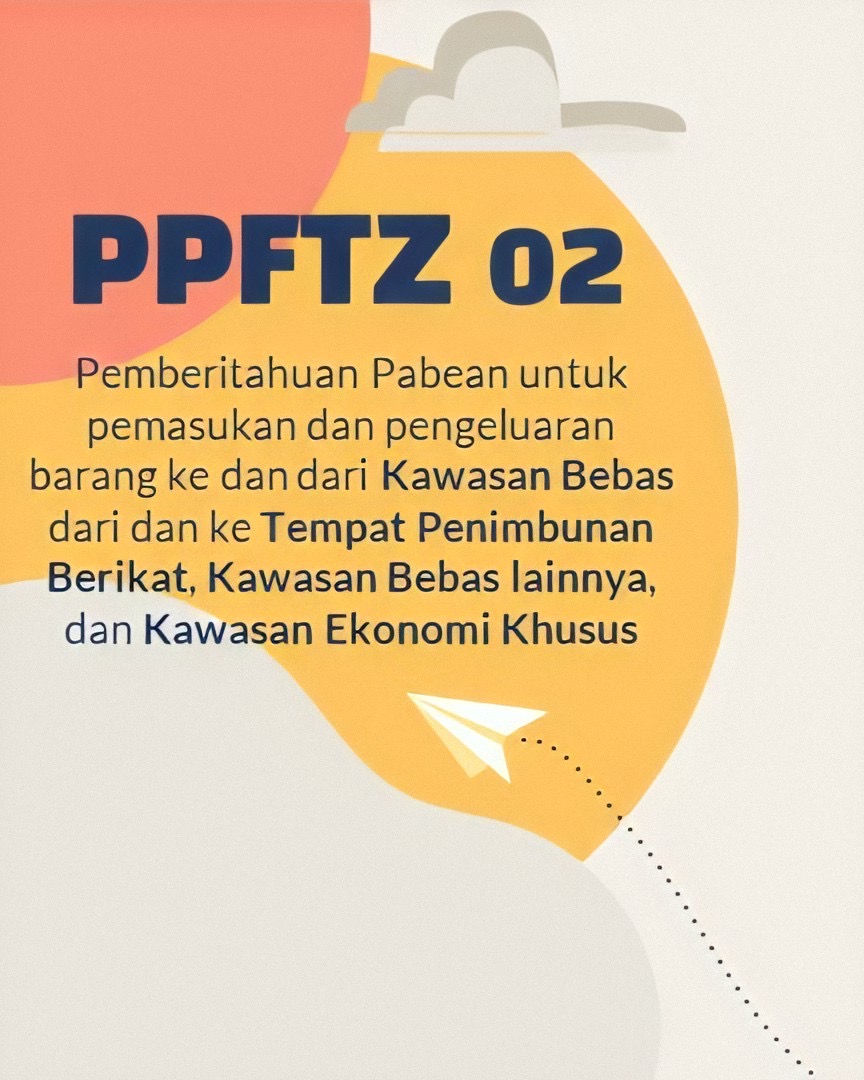 PPFTZ 02
Pemberitahuan Pabean untuk
pemasukan dan pengeluaran
barang ke dan dari Kawasan Bebas
dari dan ke Tempat Penimbunan
Berikat, Kawasan Bebas lainnya,
dan Kawasan Ekonomi Khusus